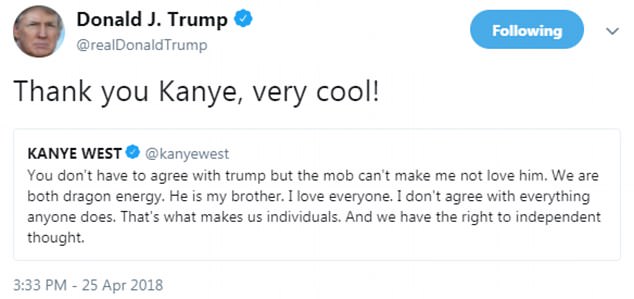 Donald J. Trump
@realDonaldTrump
Following
Thank you Kanye, very cool!
KANYE WEST @kanyewest
You don't have to agree with trump but the mob can't make me not love him. We are
both dragon energy. He is my brother. I love everyone. I don't agree with everything
anyone does. That's what makes us individuals. And we have the right to independent
thought.
3:33 PM - 25 Apr 2018